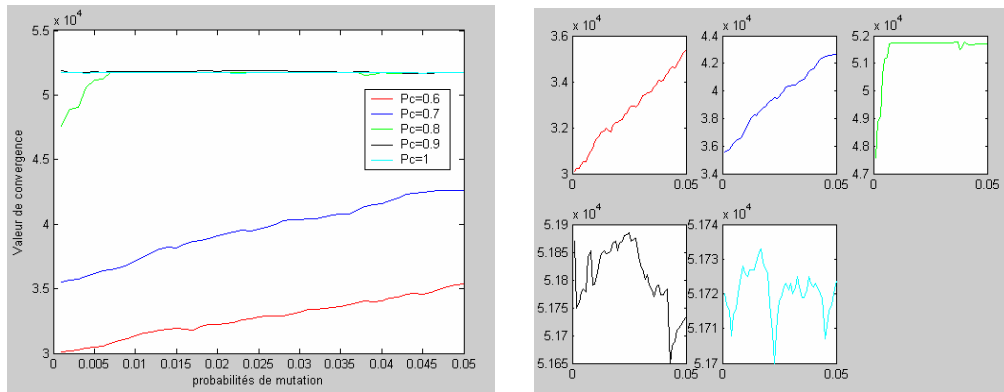 x 10^4
5.5
5
4.5
4
3.5
3
Valeur de convergence
0 0.005 0.01 0.015 0.02 0.025 0.03 0.035 0.04 0.045 0.05
probabilités de mutation
Pc=0.6
Pc=0.7
Pc=0.8
Pc=0.9
Pc=1
x 10^4
3.6
3.4
3.2
3
0 0.05
x 10^4
4.4
4.2
4
3.8
3.6
3.4
0 0.05
x 10^4
5.2
5.1
5
4.9
4.8
4.7
0 0.05
x 10^4
5.19
5.185
5.18
5.175
5.17
5.165
0 0.05
x 10^4
5.174
5.173
5.172
5.171
5.17
0 0.05